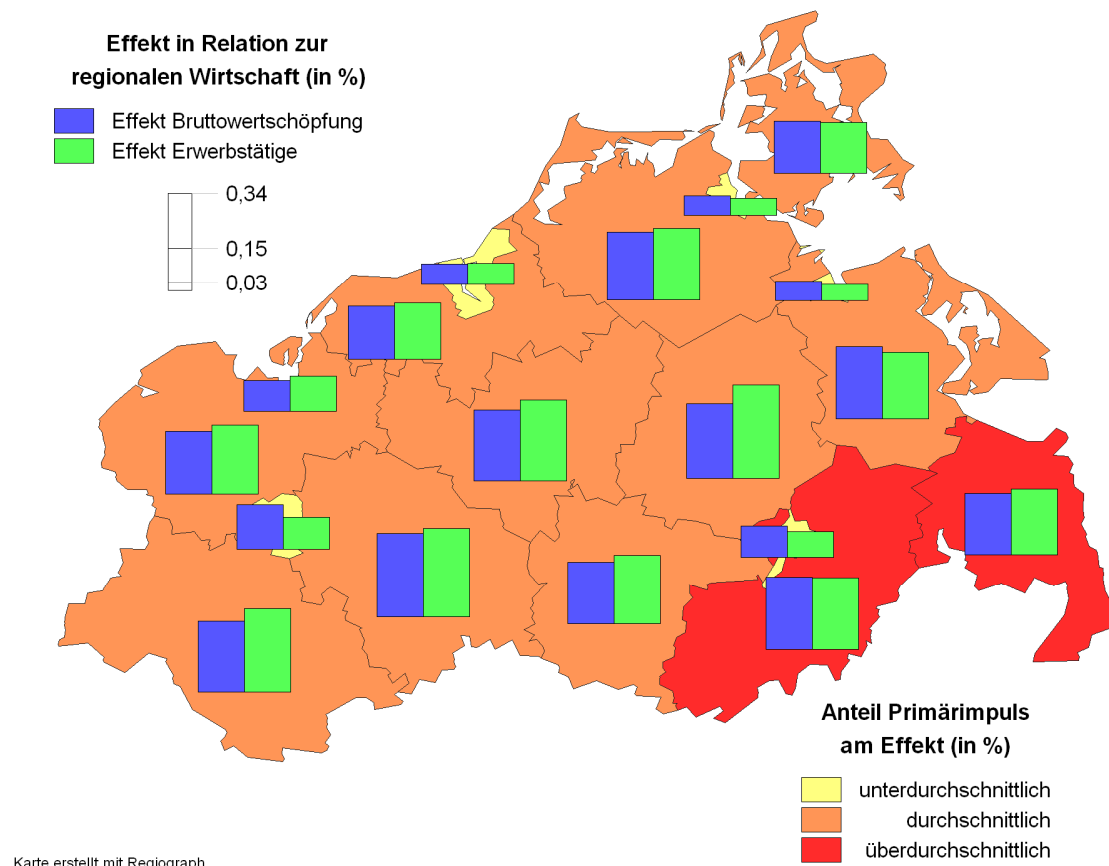 Effekt in Relation zur
regionalen Wirtschaft (in %)
Effekt Bruttowertschöpfung
Effekt Erwerbstätige
0,34
0,15
0,03
Anteil Primärimpuls
am Effekt (in %)
unterdurchschnittlich
durchschnittlich
überdurchschnittlich
Karte erstellt mit Regiograph